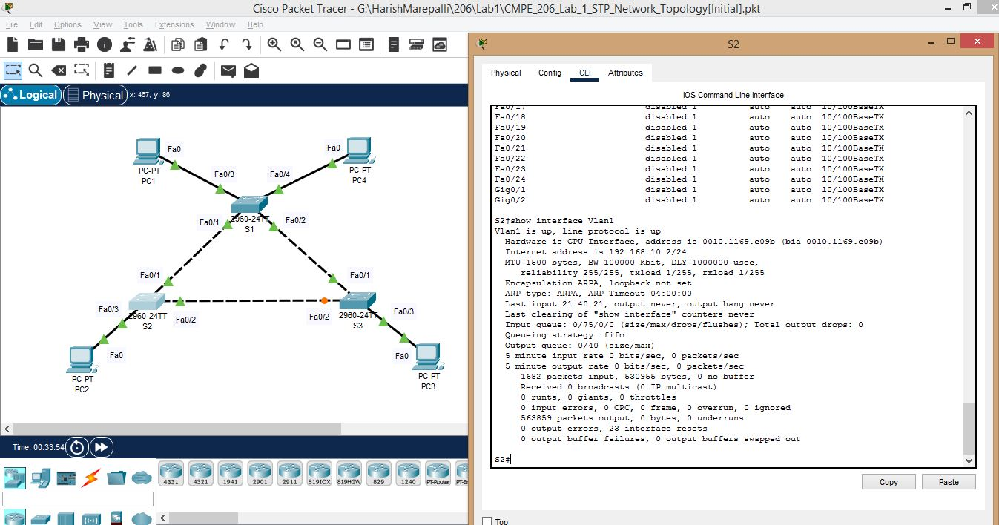 Cisco Packet Tracer - G:\HarishMarepalli\206\Lab1\CMPE_206_Lab_1_STP_Network_Topology[Initial].pkt
File Edit Options View Tools Extensions Window Help
Logical Physical x: 467, y: 86
Fa0
PC-PT
PC1
Fa0
PC-PT
PC4
Fa0/3
Fa0/4
Fa0/1
2960-24TT
S1
Fa0/2
Fa0/1
Fa0/1
Fa0/3
2960-24TT
S2
Fa0/2
Fa0/2
2960-24TT
S3
Fa0/3
Fa0
PC-PT
PC2
Fa0
PC-PT
PC3
Time: 00:33:54
4331 4321 1941 2901 2911 819IOX 819HGW 829 1240 PT-Router
S2
Physical Config CLI Attributes
IOS Command Line Interface
Fa0/17 disabled 1 auto auto 10/100BaseTX
Fa0/18 disabled 1 auto auto 10/100BaseTX
Fa0/19 disabled 1 auto auto 10/100BaseTX
Fa0/20 disabled 1 auto auto 10/100BaseTX
Fa0/21 disabled 1 auto auto 10/100BaseTX
Fa0/22 disabled 1 auto auto 10/100BaseTX
Fa0/23 disabled 1 auto auto 10/100BaseTX
Fa0/24 disabled 1 auto auto 10/100BaseTX
Gig0/1 disabled 1 auto auto 10/100BaseTX
Gig0/2 disabled 1 auto auto 10/100BaseTX
S2#show interface Vlan1
Vlan1 is up, line protocol is up
Hardware is CPU Interface, address is 0010.1169.c09b (bia 0010.1169.c09b)
Internet address is 192.168.10.2/24
MTU 1500 bytes, BW 100000 Kbit, DLY 1000000 usec,
reliability 255/255, txload 1/255, rxload 1/255
Encapsulation ARPA, loopback not set
ARP type: ARPA, ARP Timeout 04:00:00
Last input 21:40:21, output never, output hang never
Last clearing of "show interface" counters never
Input queue: 0/75/0/0 (size/max/drops/flushes); Total output drops: 0
Queueing strategy: fifo
Output queue: 0/40 (size/max)
5 minute input rate 0 bits/sec, 0 packets/sec
5 minute output rate 0 bits/sec, 0 packets/sec
1682 packets input, 530955 bytes, 0 no buffer
Received 0 broadcasts (0 IP multicast)
0 runts, 0 giants, 0 throttles
0 input errors, 0 CRC, 0 frame, 0 overrun, 0 ignored
563859 packets output, 0 bytes, 0 underruns
0 output errors, 23 interface resets
0 output buffer failures, 0 output buffers swapped out
S2#
Copy Paste
Top